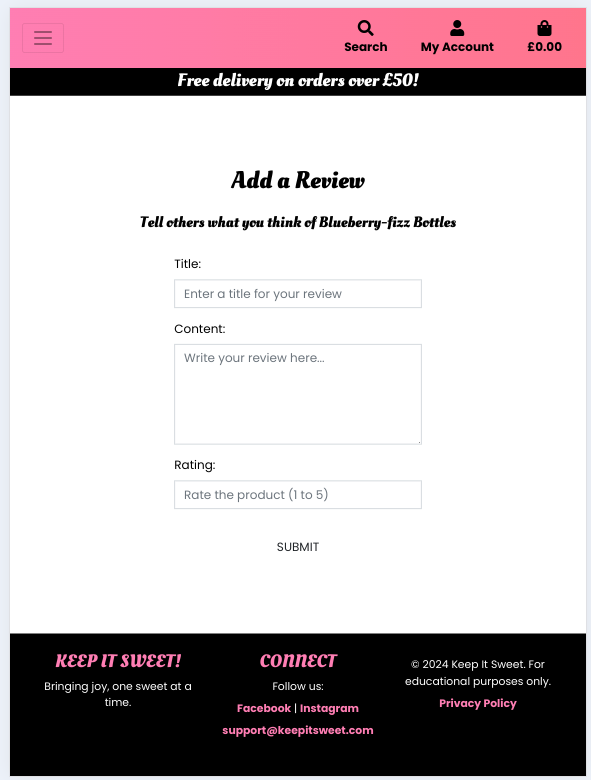 Search
My Account
£0.00
Free delivery on orders over £50!
Add a Review
Tell others what you think of Blueberry-fizz Bottles
Title:
Enter a title for your review
Content:
Write your review here...
Rating:
Rate the product (1 to 5)
SUBMIT
KEEP IT SWEET!
Bringing joy, one sweet at a
time.
CONNECT
Follow us:
Facebook | Instagram
support@keepitsweet.com
© 2024 Keep It Sweet. For
educational purposes only.
Privacy Policy